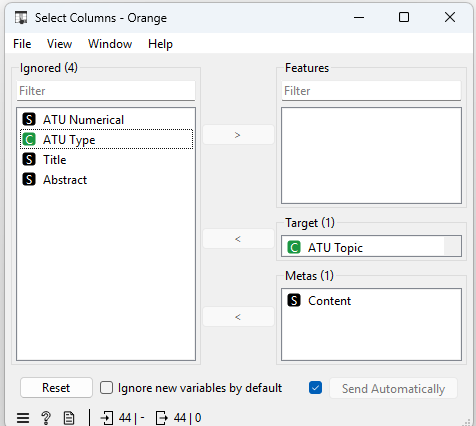 Select Columns - Orange
File View Window Help
Ignored (4)
Filter
S ATU Numerical
C ATU Type
S Title
S Abstract
>
<
<
Features
Filter
Target (1)
C ATU Topic
Metas (1)
S Content
Reset
Ignore new variables by default
Send Automatically
? 44 | - 44 | 0